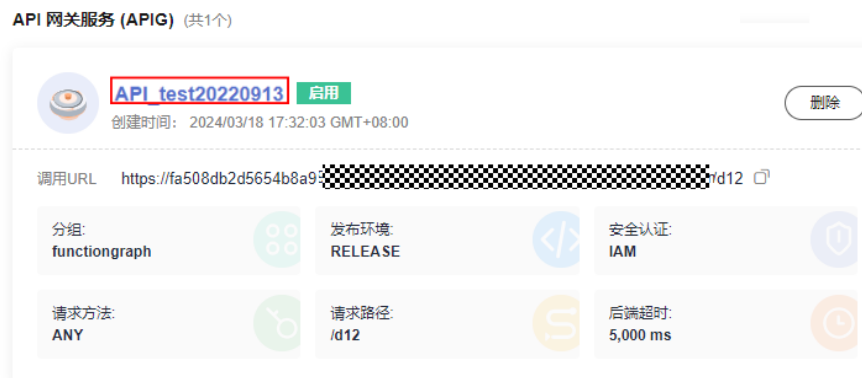 API 网关服务 (APIG) (共1个)
API_test20220913 启用
创建时间: 2024/03/18 17:32:03 GMT+08:00
删除
调用URL https://fa508db2d5654b8a9 /d12
分组: 发布环境: 安全认证:
functiongraph RELEASE IAM
请求方法: 请求路径: 后端超时:
ANY /d12 5,000 ms